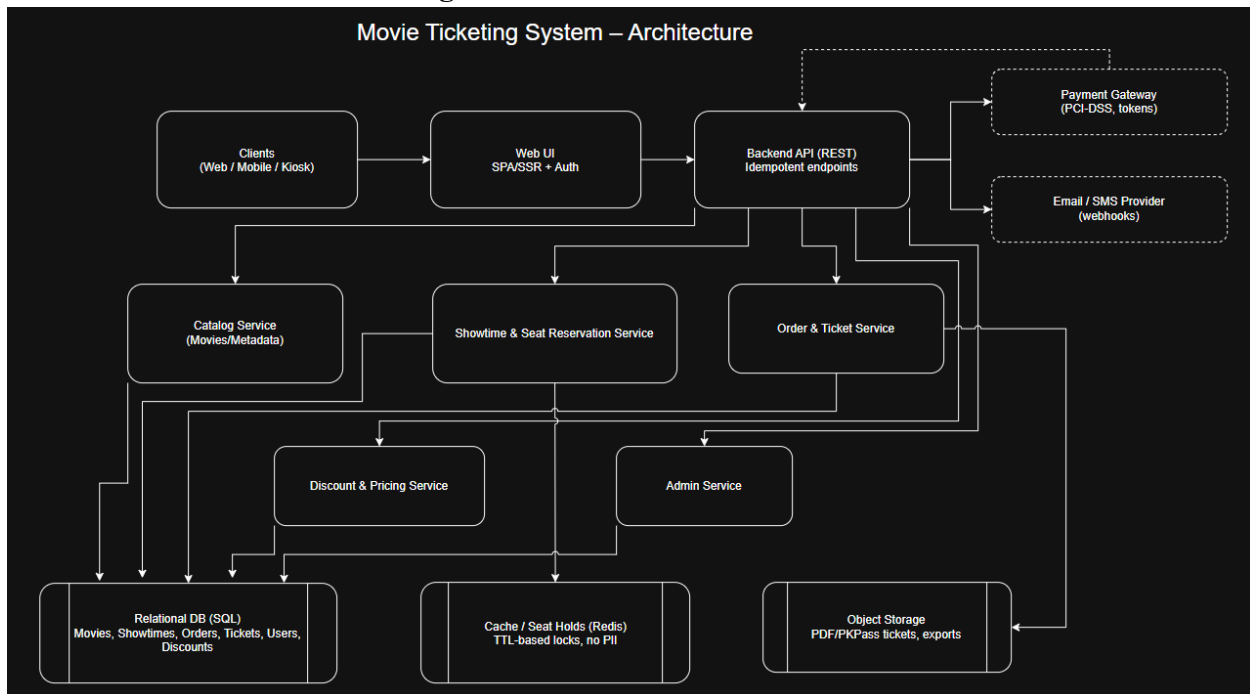 Movie Ticketing System – Architecture
Payment Gateway
(PCI-DSS, tokens)
Clients
(Web / Mobile / Kiosk)
Web UI
SPA/SSR + Auth
Backend API (REST)
Idempotent endpoints
Email / SMS Provider
(webhooks)
Catalog Service
(Movies/Metadata)
Showtime & Seat Reservation Service
Order & Ticket Service
Discount & Pricing Service
Admin Service
Relational DB (SQL)
Movies, Showtimes, Orders, Tickets, Users,
Discounts
Cache / Seat Holds (Redis)
TTL-based locks, no PII
Object Storage
PDF/PKPass tickets, exports